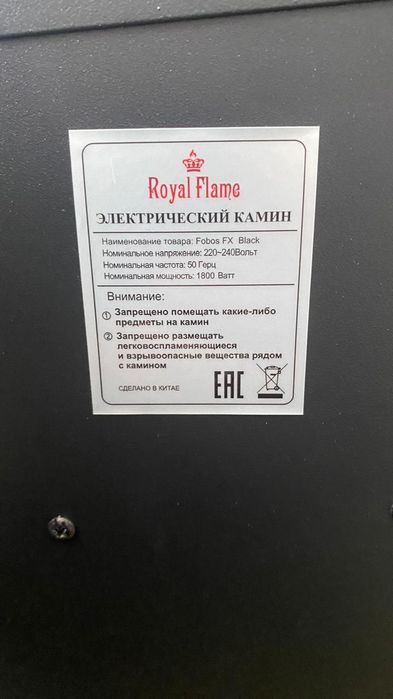 Royal Flame
ЭЛЕКТРИЧЕСКИЙ КАМИН
Наименование товара: Fobos FX Black
Номинальное напряжение: 220~240Вольт
Номинальная частота: 50 Герц
Номинальная мощность: 1800 Ватт
Внимание:
① Запрещено помещать какие-либо
предметы на камин
② Запрещено размещать
легковоспламеняющиеся
и взрывоопасные вещества рядом
с камином
СДЕЛАНО В КИТАЕ
EAC